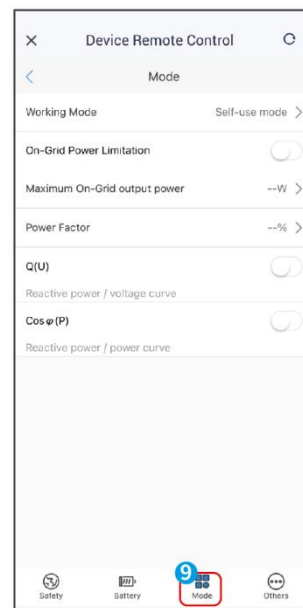 Device Remote Control
Mode
Working Mode Self-use mode
On-Grid Power Limitation
Maximum On-Grid output power --W
Power Factor --%
Q(U)
Reactive power / voltage curve
Cosφ(P)
Reactive power / power curve
9
Safety Battery Mode Others